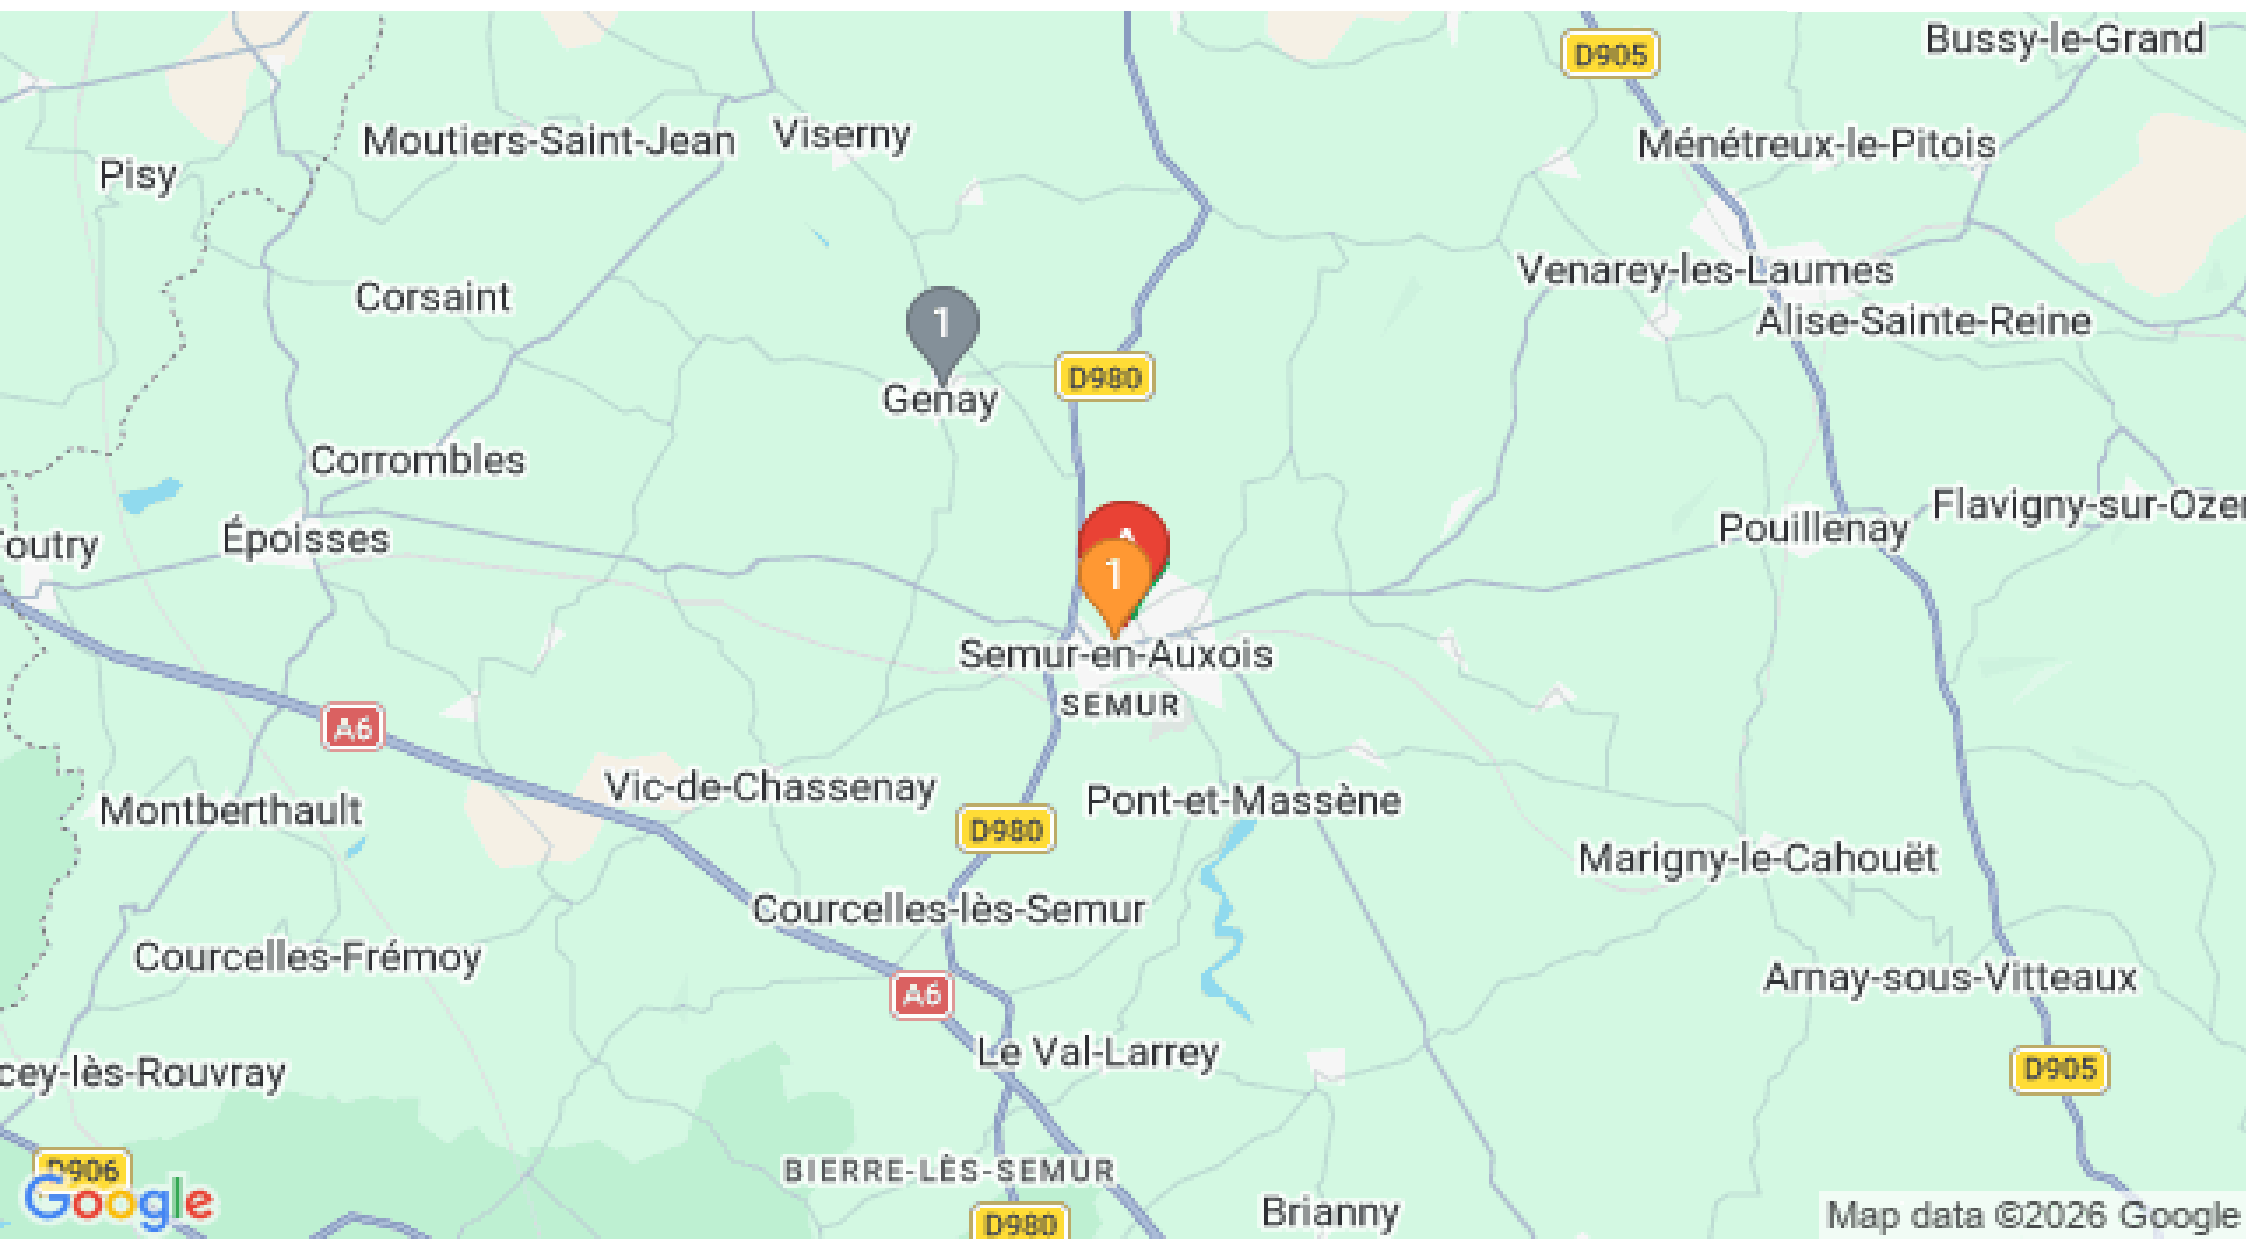 Bussy-le-Grand
D905
Moutiers-Saint-Jean
Viserny
Ménétreux-le-Pitois
Pisy
Venarey-les-Laumes
Corsaint
1
Alise-Sainte-Reine
D980
Genay
Corrombles
Flavigny-sur-Ozer
Pouillenay
Époisses
outry
1
Semur-en-Auxois
SEMUR
A6
Vic-de-Chassenay
Pont-et-Massène
Montberthault
D980
Marigny-le-Cahouët
Courcelles-lès-Semur
Courcelles-Frémoy
Arnay-sous-Vitteaux
A6
Le Val-Larrey
cey-lès-Rouvray
D905
D906
BIERRE-LÈS-SEMUR
Google
Brianny
D980
Map data ©2026 Google